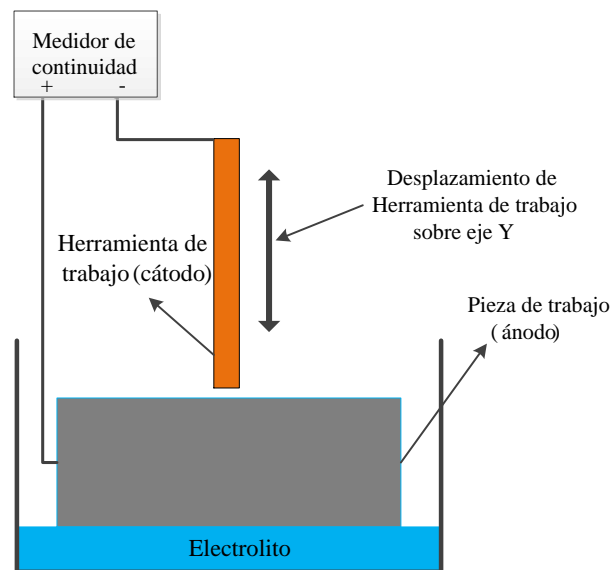 Medidor de
continuidad
+ -
Desplazamiento de
Herramienta de trabajo
sobre eje Y
Herramienta de
trabajo (cátodo)
Pieza de trabajo
( ánodo)
Electrolito